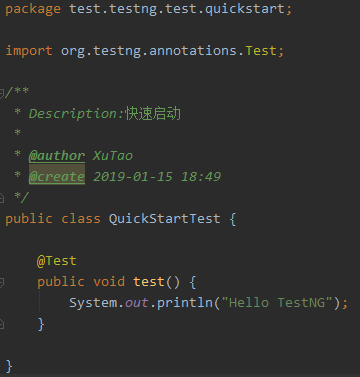 package test.testng.test.quickstart;
import org.testng.annotations.Test;
/**
* Description:快速启动
*
* @author XuTao
* @create 2019-01-15 18:49
*/
public class QuickStartTest {
@Test
public void test() {
System.out.println("Hello TestNG");
}
}